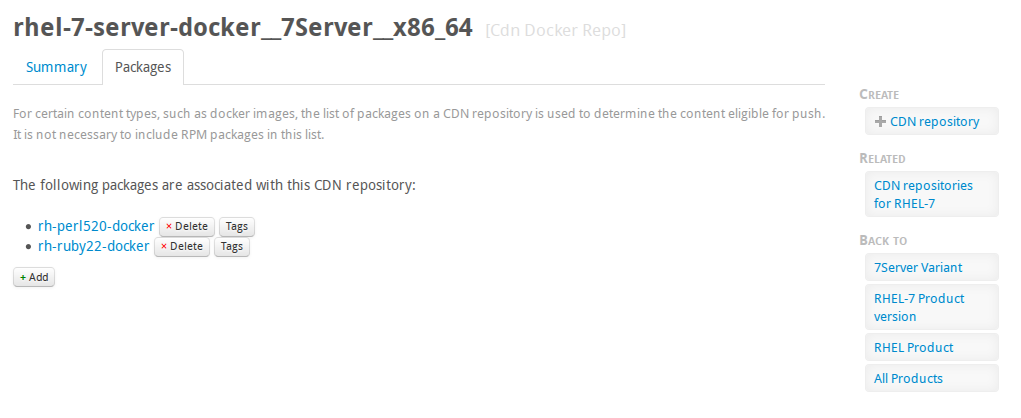 rhel-7-server-docker__7Server__x86_64 [Cdn Docker Repo]
Summary Packages
For certain content types, such as docker images, the list of packages on a CDN repository is used to determine the content eligible for push.
It is not necessary to include RPM packages in this list.
The following packages are associated with this CDN repository:
• rh-perl520-docker × Delete Tags
• rh-ruby22-docker × Delete Tags
+ Add
CREATE
+ CDN repository
RELATED
CDN repositories
for RHEL-7
BACK TO
7Server Variant
RHEL-7 Product
version
RHEL Product
All Products